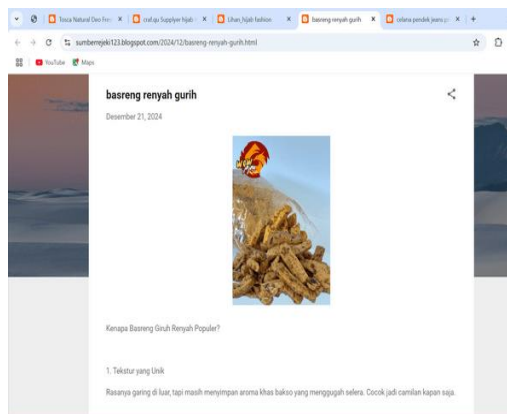 Tosca Natural Deo Fre
craf.qu Supplyer hijab
Lihan_hijab fashion
basreng renyah gurih
celana pendek jeans p
sumberrejeki123.blogspot.com/2024/12/basreng-renyah-gurih.html
YouTube
Maps
basreng renyah gurih
Desember 21, 2024
Kenapa Basreng Giruh Renyah Populer?
1. Tekstur yang Unik
Rasanya garing di luar, tapi masih menyimpan aroma khas bakso yang menggugah selera. Cocok jadi camilan kapan saja.